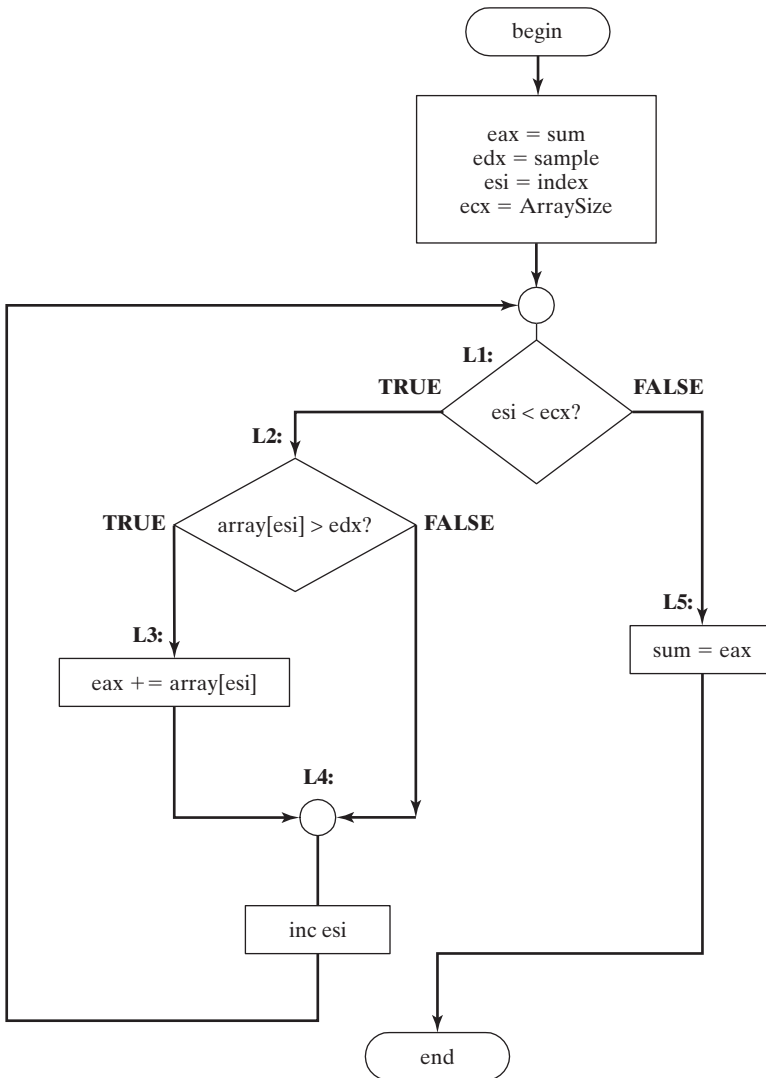 begin
eax = sum
edx = sample
esi = index
ecx = ArraySize
L1:
TRUE
FALSE
esi < ecx?
L2:
TRUE
array[esi] > edx?
FALSE
L3:
eax += array[esi]
L5:
sum = eax
L4:
inc esi
end